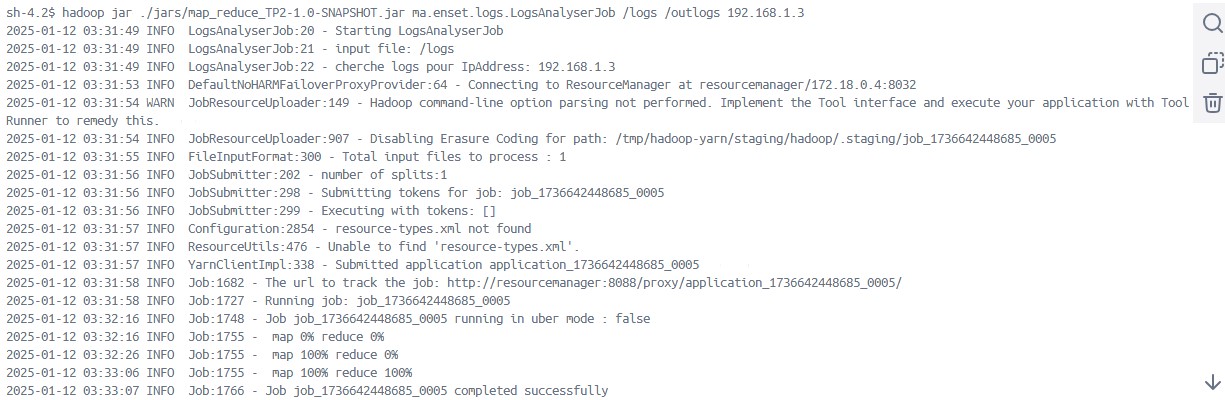 sh-4.2$ hadoop jar ./jars/map_reduce_TP2-1.0-SNAPSHOT.jar ma.enset.logs.LogsAnalyserJob /logs /outlogs 192.168.1.3
2025-01-12 03:31:49 INFO  LogsAnalyserJob:20 - Starting LogsAnalyserJob
2025-01-12 03:31:49 INFO  LogsAnalyserJob:21 - input file: /logs
2025-01-12 03:31:49 INFO  LogsAnalyserJob:22 - cherche logs pour IpAddress: 192.168.1.3
2025-01-12 03:31:53 INFO  DefaultNoHARMFailoverProxyProvider:64 - Connecting to ResourceManager at resourcemanager/172.18.0.4:8032
2025-01-12 03:31:54 WARN  JobResourceUploader:149 - Hadoop command-line option parsing not performed. Implement the Tool interface and execute your application with Tool
Runner to remedy this.
2025-01-12 03:31:54 INFO  JobResourceUploader:907 - Disabling Erasure Coding for path: /tmp/hadoop-yarn/staging/hadoop/.staging/job_1736642448685_0005
2025-01-12 03:31:55 INFO  FileInputFormat:300 - Total input files to process : 1
2025-01-12 03:31:56 INFO  JobSubmitter:202 - number of splits:1
2025-01-12 03:31:56 INFO  JobSubmitter:298 - Submitting tokens for job: job_1736642448685_0005
2025-01-12 03:31:56 INFO  JobSubmitter:299 - Executing with tokens: []
2025-01-12 03:31:57 INFO  Configuration:2854 - resource-types.xml not found
2025-01-12 03:31:57 INFO  ResourceUtils:476 - Unable to find 'resource-types.xml'.
2025-01-12 03:31:57 INFO  YarnClientImpl:338 - Submitted application application_1736642448685_0005
2025-01-12 03:31:58 INFO  Job:1682 - The url to track the job: http://resourcemanager:8088/proxy/application_1736642448685_0005/
2025-01-12 03:31:58 INFO  Job:1727 - Running job: job_1736642448685_0005
2025-01-12 03:32:16 INFO  Job:1748 - Job job_1736642448685_0005 running in uber mode : false
2025-01-12 03:32:16 INFO  Job:1755 -  map 0% reduce 0%
2025-01-12 03:32:26 INFO  Job:1755 -  map 100% reduce 0%
2025-01-12 03:33:06 INFO  Job:1755 -  map 100% reduce 100%
2025-01-12 03:33:07 INFO  Job:1766 - Job job_1736642448685_0005 completed successfully